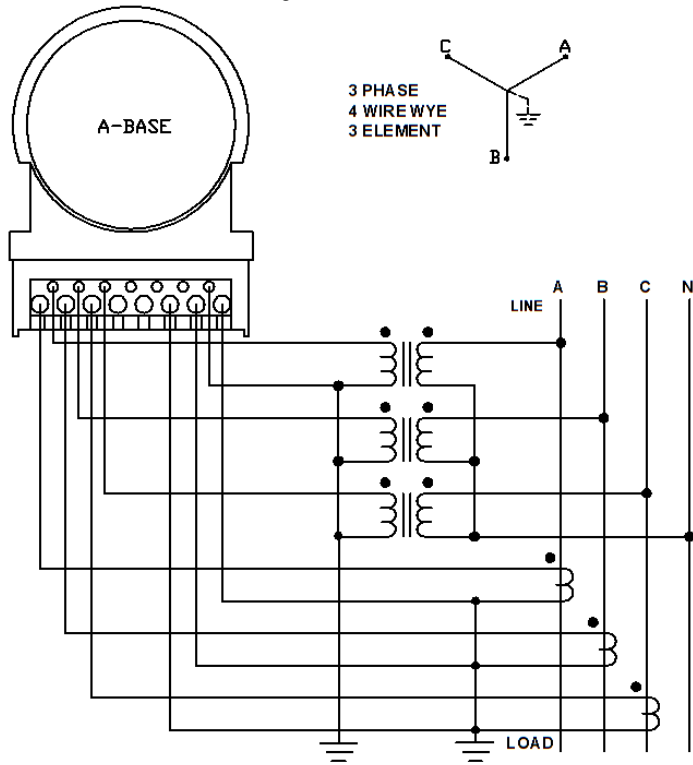 C A
3 PHASE
4 WIRE WYE
3 ELEMENT
B
A-BASE
A B C N
LINE
LOAD